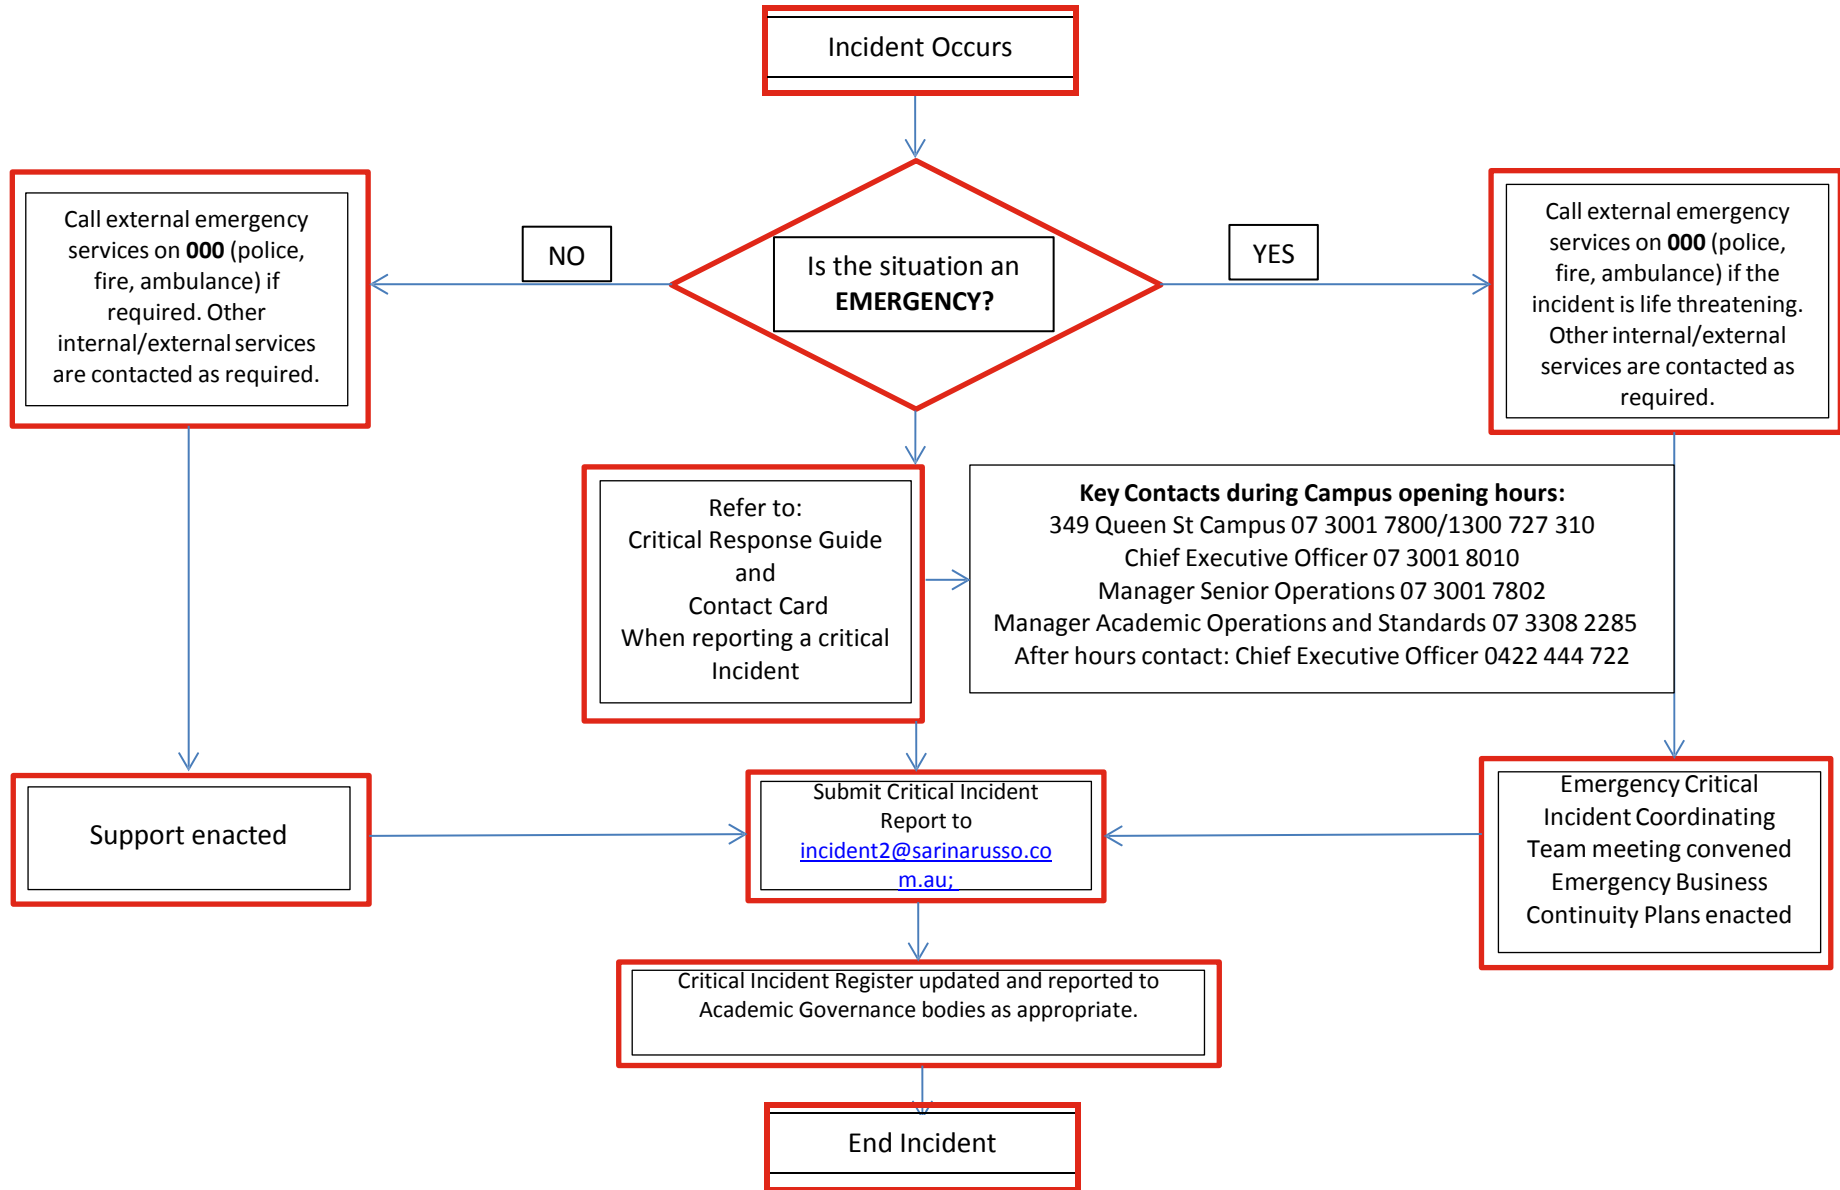 Incident Occurs
Call external emergency
services on 000 (police,
fire, ambulance) if
required. Other
internal/external services
are contacted as required.
NO
Is the situation an
EMERGENCY?
YES
Call external emergency
services on 000 (police,
fire, ambulance) if the
incident is life threatening.
Other internal/external
services are contacted as
required.
Refer to:
Critical Response Guide
and
Contact Card
When reporting a critical
Incident
Key Contacts during Campus opening hours:
349 Queen St Campus 07 3001 7800/1300 727 310
Chief Executive Officer 07 3001 8010
Manager Senior Operations 07 3001 7802
Manager Academic Operations and Standards 07 3308 2285
After hours contact: Chief Executive Officer 0422 444 722
Support enacted
Submit Critical Incident
Report to
incident2@sarinarusso.co
m.au;
Emergency Critical
Incident Coordinating
Team meeting convened
Emergency Business
Continuity Plans enacted
Critical Incident Register updated and reported to
Academic Governance bodies as appropriate.
End Incident